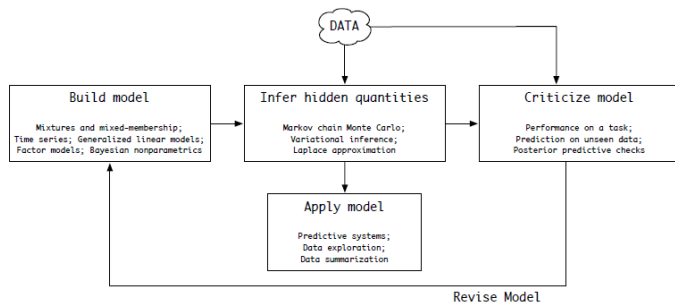 DATA
Build model
Mixtures and mixed-membership;
Time series; Generalized linear models;
Factor models; Bayesian nonparametrics
Infer hidden quantities
Markov chain Monte Carlo;
Variational inference;
Laplace approximation
Criticize model
Performance on a task;
Prediction on unseen data;
Posterior predictive checks
Apply model
Predictive systems;
Data exploration;
Data summarization
Revise Model